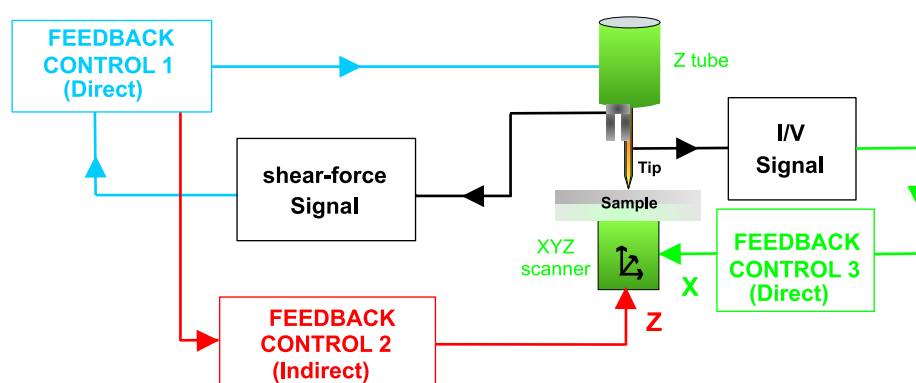 FEEDBACK
CONTROL 1
(Direct)
Z tube
I/V
Signal
shear-force
Signal
Tip
Sample
XYZ
scanner
X
FEEDBACK
CONTROL 3
(Direct)
Z
FEEDBACK
CONTROL 2
(Indirect)